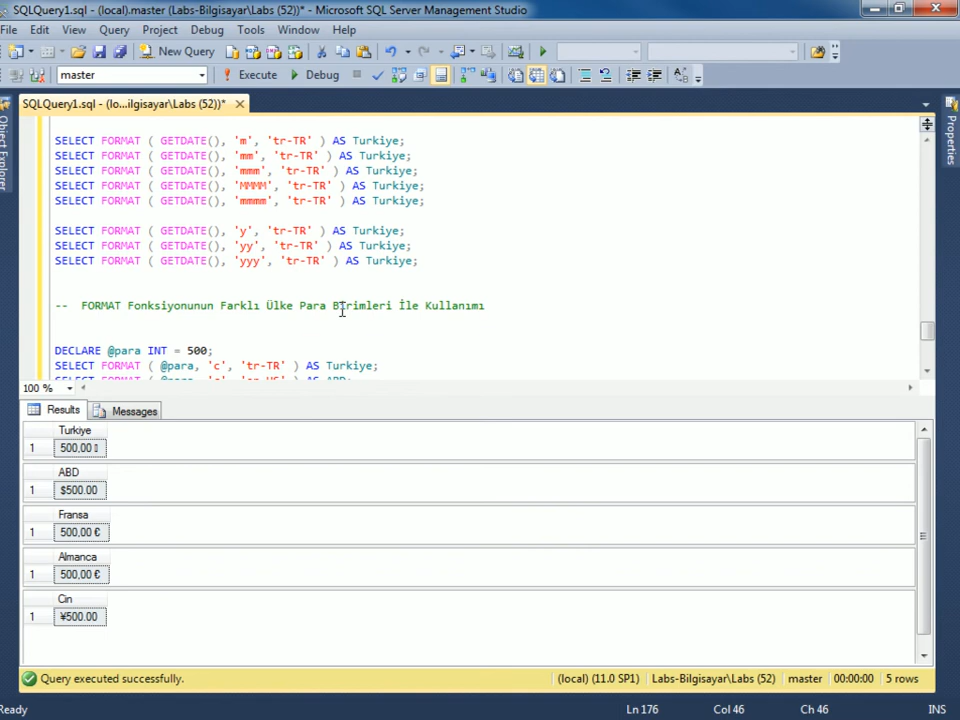 SQLQuery1.sql - (local).master (Labs-Bilgisayar\Labs (52))* - Microsoft SQL Server Management Studio
File Edit View Query Project Debug Tools Window Help
New Query
master Execute Debug
SQLQuery1.sql - (lo...ilgisayar\Labs (52))*
Object Explorer
Properties
SELECT FORMAT ( GETDATE(), 'm', 'tr-TR' ) AS Turkiye;
SELECT FORMAT ( GETDATE(), 'mm', 'tr-TR' ) AS Turkiye;
SELECT FORMAT ( GETDATE(), 'mmm', 'tr-TR' ) AS Turkiye;
SELECT FORMAT ( GETDATE(), 'MMMM', 'tr-TR' ) AS Turkiye;
SELECT FORMAT ( GETDATE(), 'mmmm', 'tr-TR' ) AS Turkiye;
SELECT FORMAT ( GETDATE(), 'y', 'tr-TR' ) AS Turkiye;
SELECT FORMAT ( GETDATE(), 'yy', 'tr-TR' ) AS Turkiye;
SELECT FORMAT ( GETDATE(), 'yyy', 'tr-TR' ) AS Turkiye;
-- FORMAT Fonksiyonunun Farklı Ülke Para Birimleri İle Kullanımı
DECLARE @para INT = 500;
SELECT FORMAT ( @para, 'c', 'tr-TR' ) AS Turkiye;
100 %
Results Messages
Turkiye
1 500,00
ABD
1 $500.00
Fransa
1 500,00 €
Almanca
1 500,00 €
Cin
1 ¥500.00
Query executed successfully. (local) (11.0 SP1) Labs-Bilgisayar\Labs (52) master 00:00:00 5 rows
Ready Ln 176 Col 46 Ch 46 INS